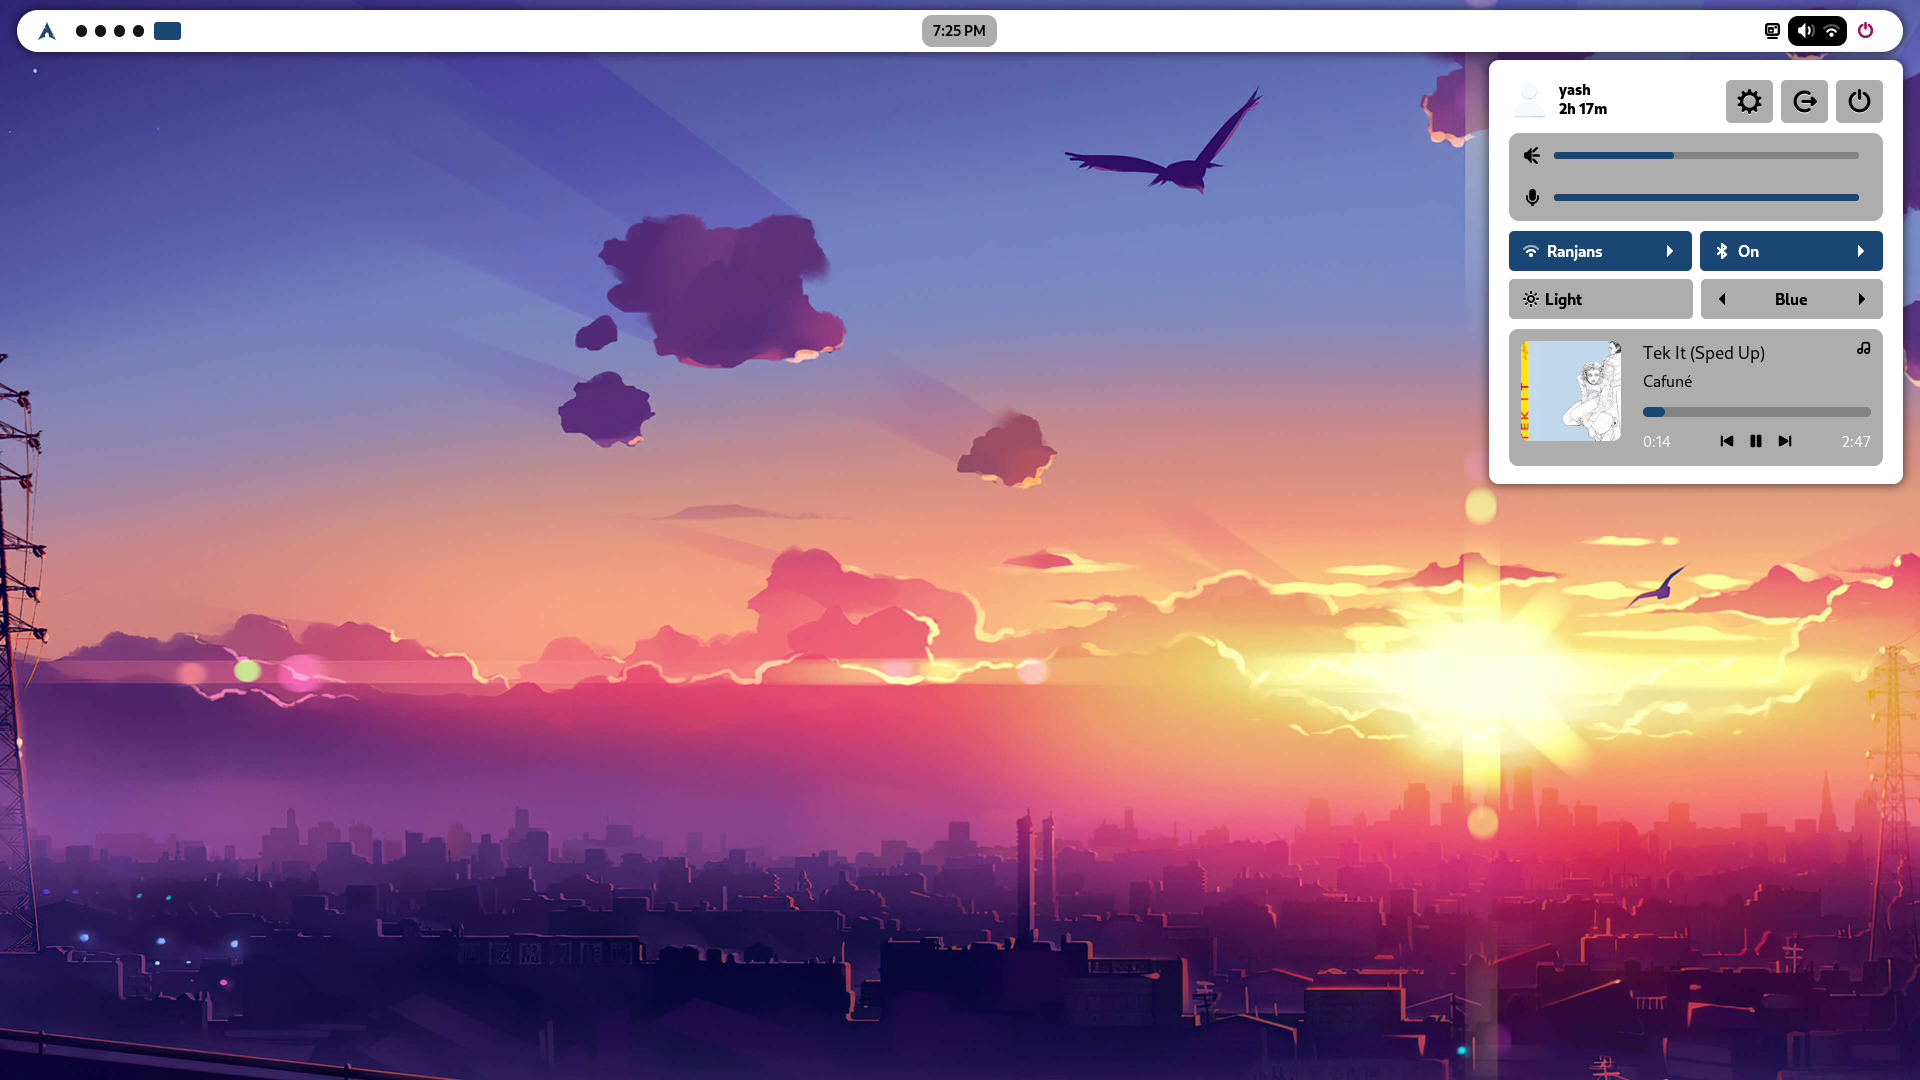 7:25 PM
yash
2h 17m
Ranjans
On
Light
Blue
TEK IT
Tek It (Sped Up)
Cafuné
0:14
2:47